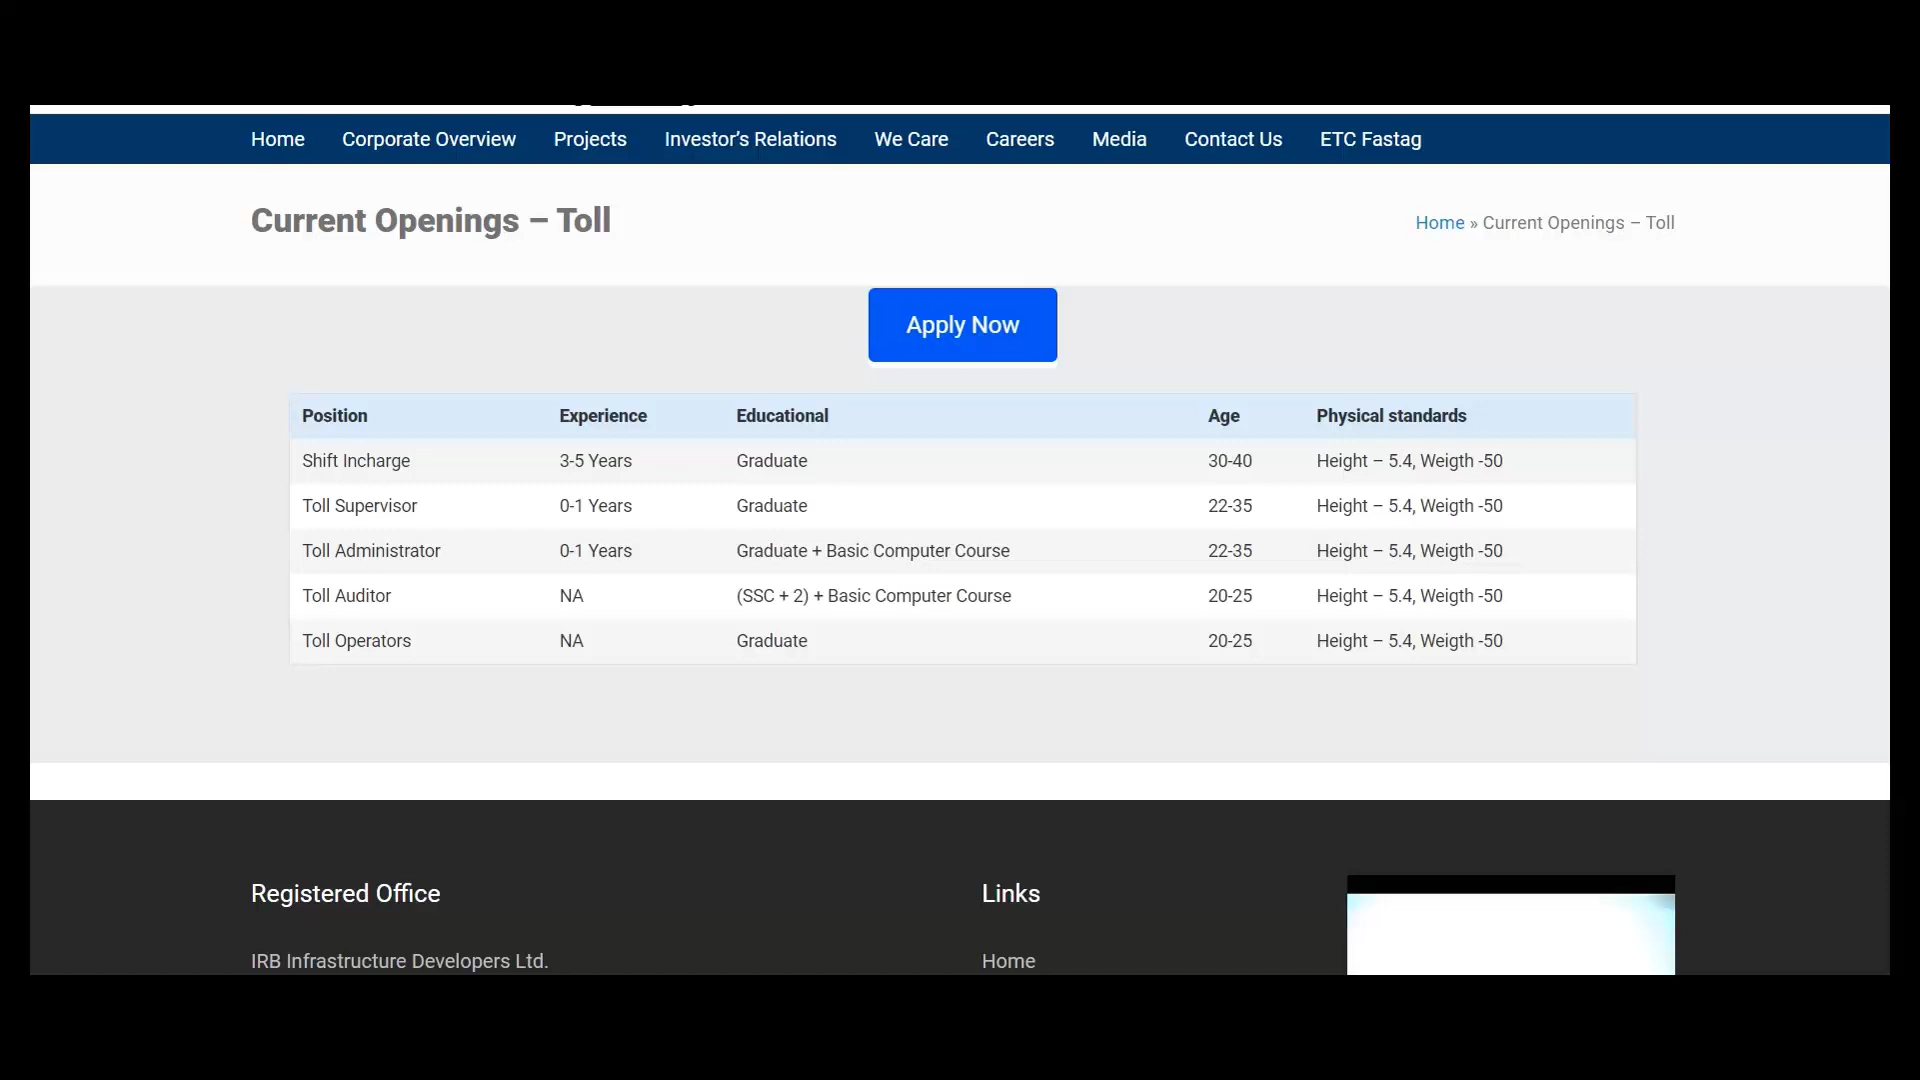 Home Corporate Overview Projects Investor’s Relations We Care Careers Media Contact Us ETC Fastag
Current Openings – Toll
Home » Current Openings – Toll
Apply Now
Position Experience Educational Age Physical standards
Shift Incharge 3-5 Years Graduate 30-40 Height – 5.4, Weigth -50
Toll Supervisor 0-1 Years Graduate 22-35 Height – 5.4, Weigth -50
Toll Administrator 0-1 Years Graduate + Basic Computer Course 22-35 Height – 5.4, Weigth -50
Toll Auditor NA (SSC + 2) + Basic Computer Course 20-25 Height – 5.4, Weigth -50
Toll Operators NA Graduate 20-25 Height – 5.4, Weigth -50
Registered Office
IRB Infrastructure Developers Ltd.
Links
Home